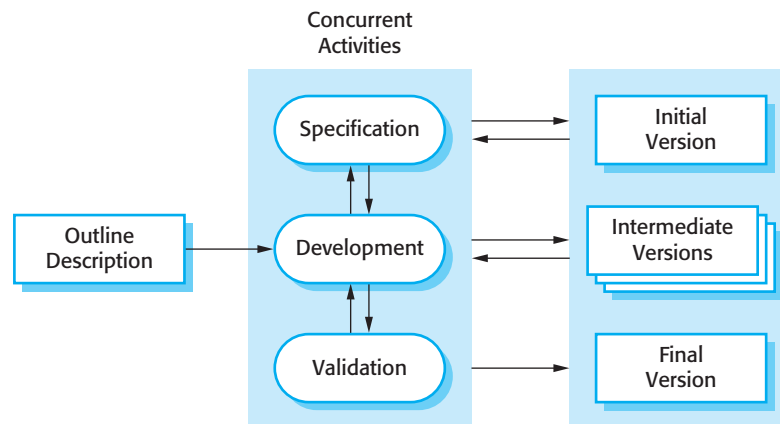 Concurrent
Activities
Specification
Initial
Version
Outline
Description
Development
Intermediate
Versions
Validation
Final
Version